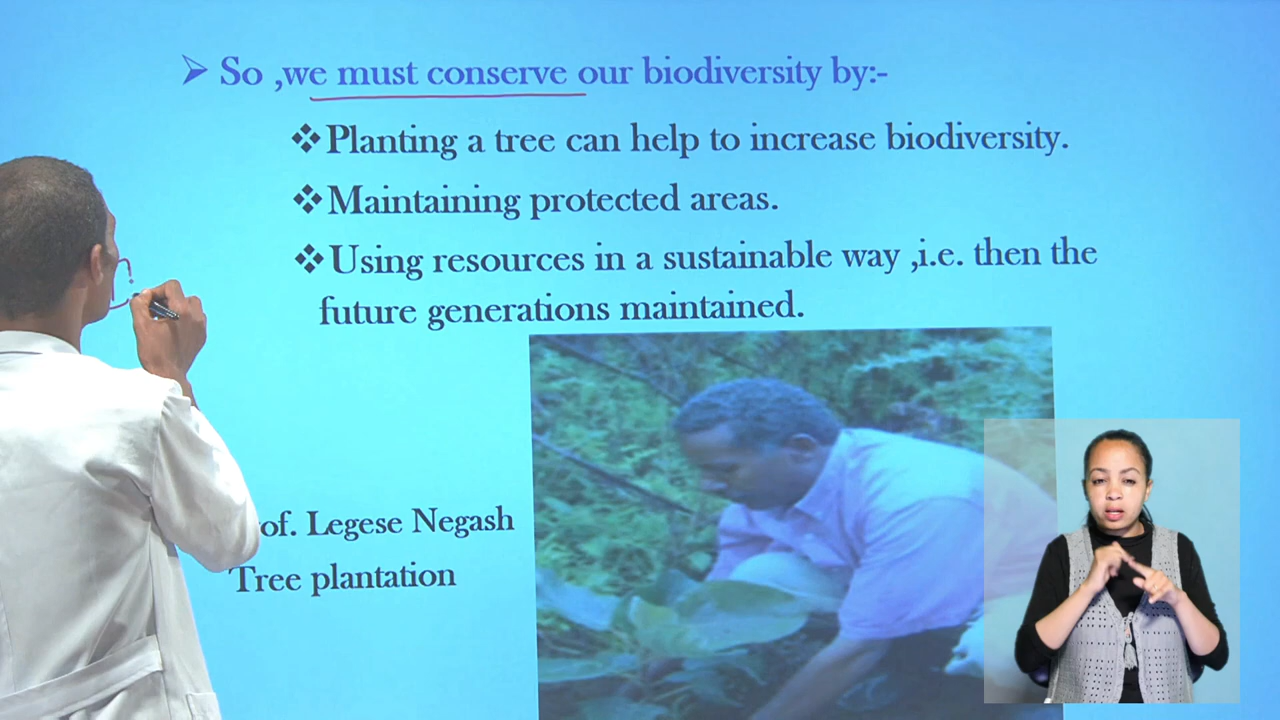 So ,we must conserve our biodiversity by:-
Planting a tree can help to increase biodiversity.
Maintaining protected areas.
Using resources in a sustainable way ,i.e. then the
future generations maintained.
Legese Negash
Tree plantation